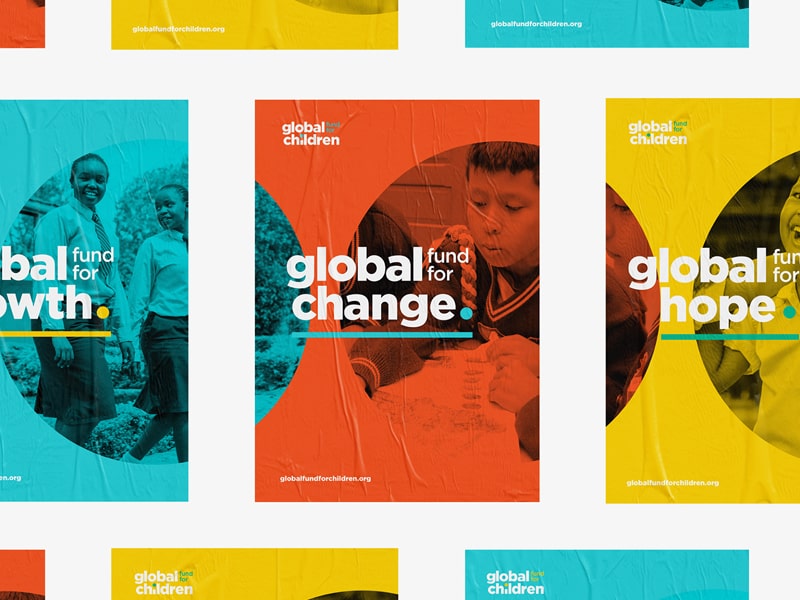 globalfundforchildren.org
globalfundforchildren.org
bal fund
for
owth.
en.org
global fund
for
children
global fund
for
change.
globalfundforchildren.org
global fund
for
children
global fund
for
hope.
globalfundforchildren.org
global fund
for
children
global fund
for
children